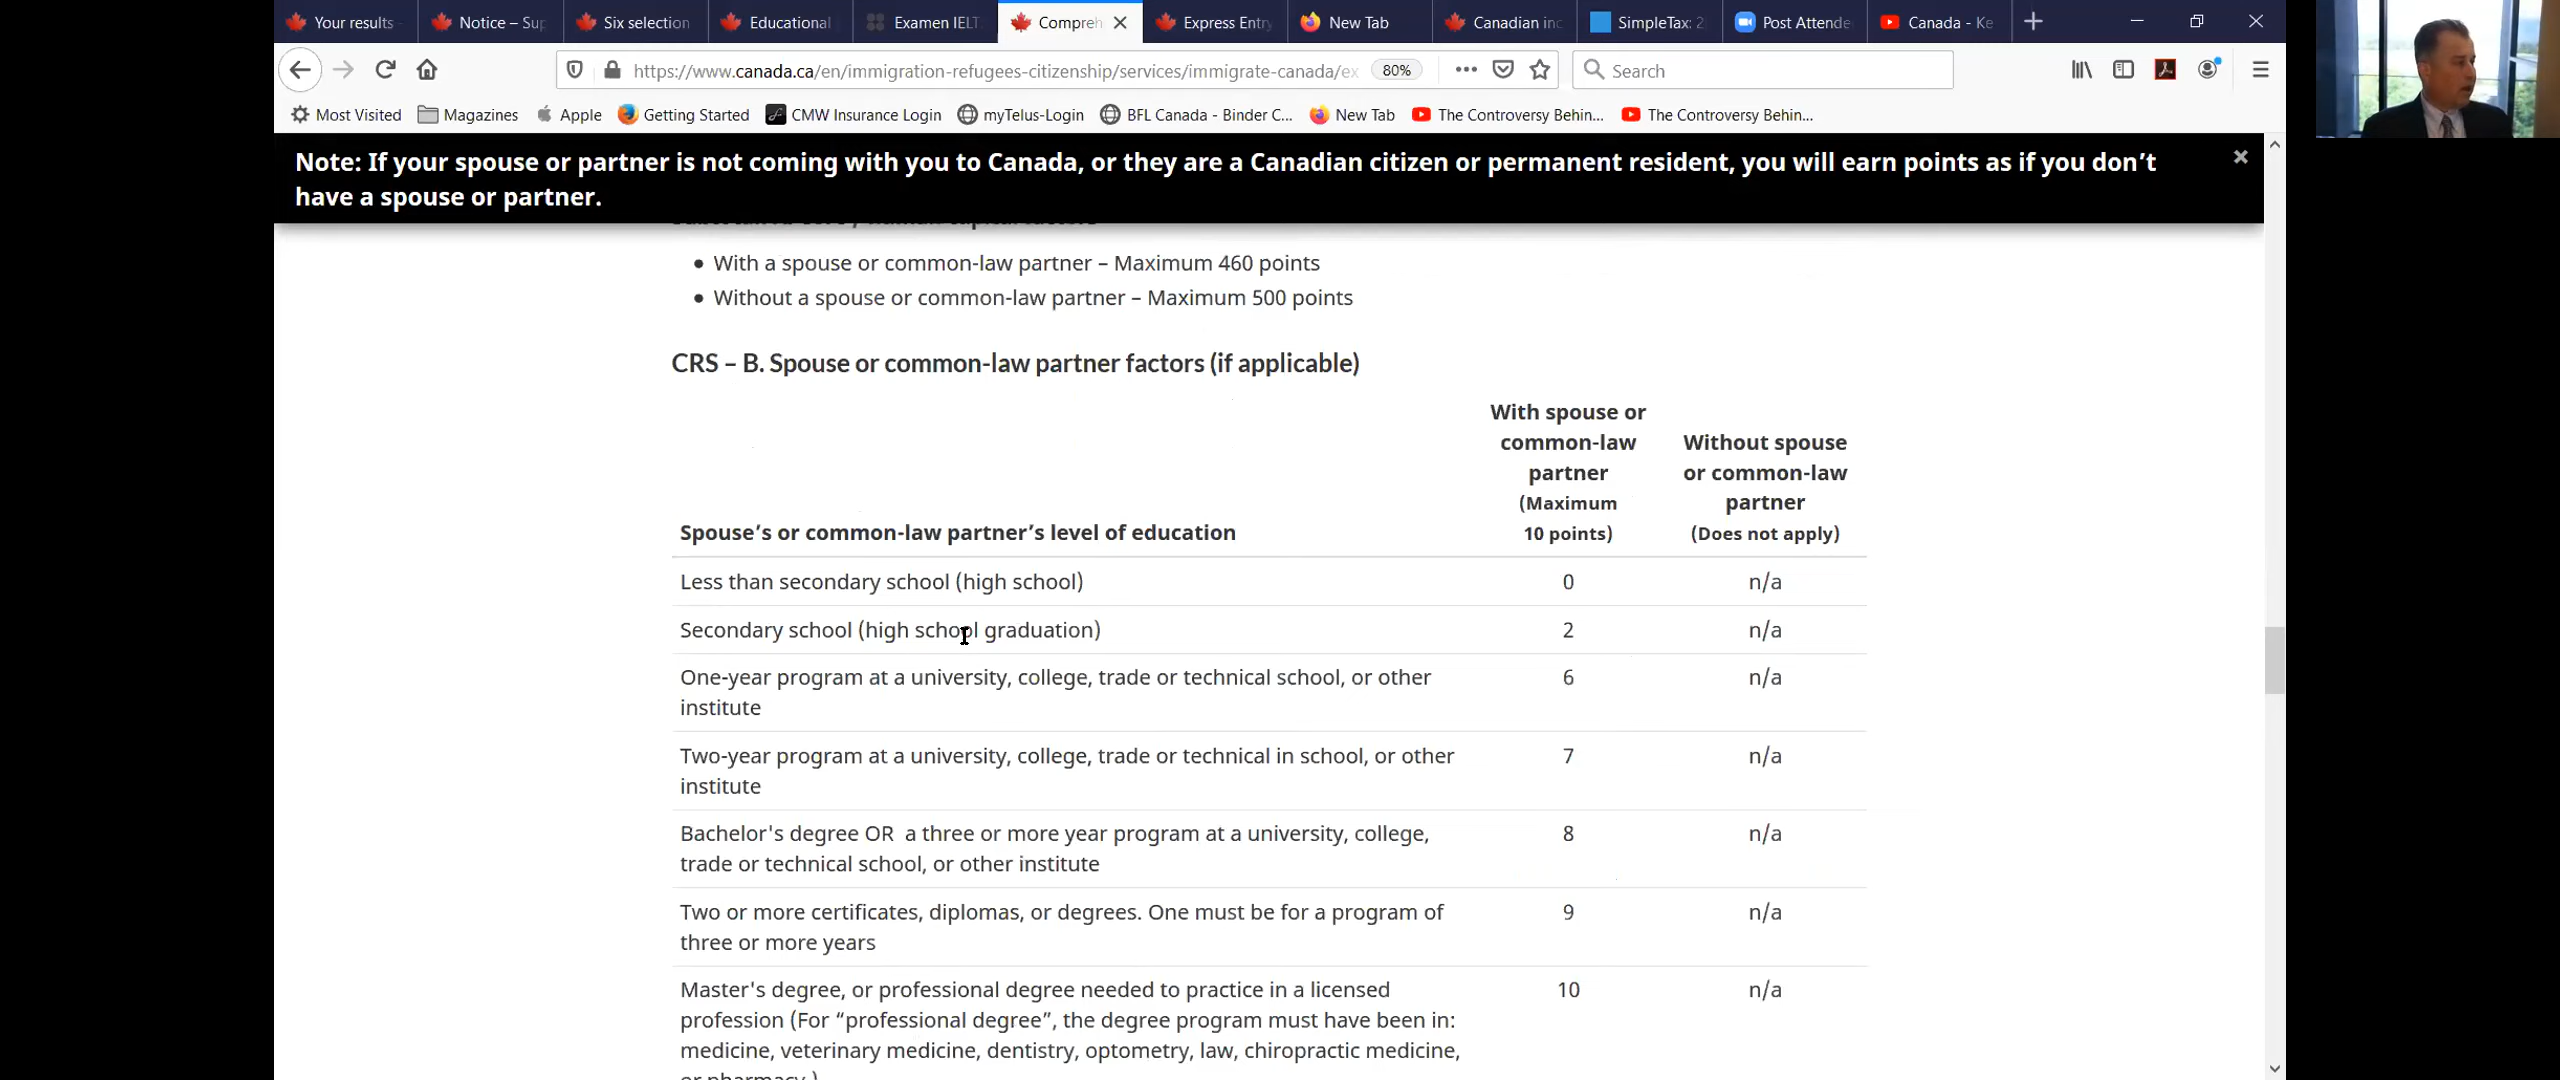 Your results
Notice – Sup
Six selection
Educational
Examen IELT
Compreh
Express Entry
New Tab
Canadian inc
SimpleTax: 2
Post Attende
Canada - Ke
https://www.canada.ca/en/immigration-refugees-citizenship/services/immigrate-canada/ex
80%
Search
Most Visited
Magazines
Apple
Getting Started
CMW Insurance Login
myTelus-Login
BFL Canada - Binder C...
New Tab
The Controversy Behin...
The Controversy Behin...
Note: If your spouse or partner is not coming with you to Canada, or they are a Canadian citizen or permanent resident, you will earn points as if you don’t
have a spouse or partner.
• With a spouse or common-law partner – Maximum 460 points
• Without a spouse or common-law partner – Maximum 500 points
CRS – B. Spouse or common-law partner factors (if applicable)
Spouse’s or common-law partner’s level of education
With spouse or
common-law
partner
(Maximum
10 points)
Without spouse
or common-law
partner
(Does not apply)
Less than secondary school (high school) 0 n/a
Secondary school (high school graduation) 2 n/a
One-year program at a university, college, trade or technical school, or other 6 n/a
institute
Two-year program at a university, college, trade or technical in school, or other 7 n/a
institute
Bachelor's degree OR a three or more year program at a university, college, 8 n/a
trade or technical school, or other institute
Two or more certificates, diplomas, or degrees. One must be for a program of 9 n/a
three or more years
Master's degree, or professional degree needed to practice in a licensed 10 n/a
profession (For “professional degree”, the degree program must have been in:
medicine, veterinary medicine, dentistry, optometry, law, chiropractic medicine,
or pharmacy.)